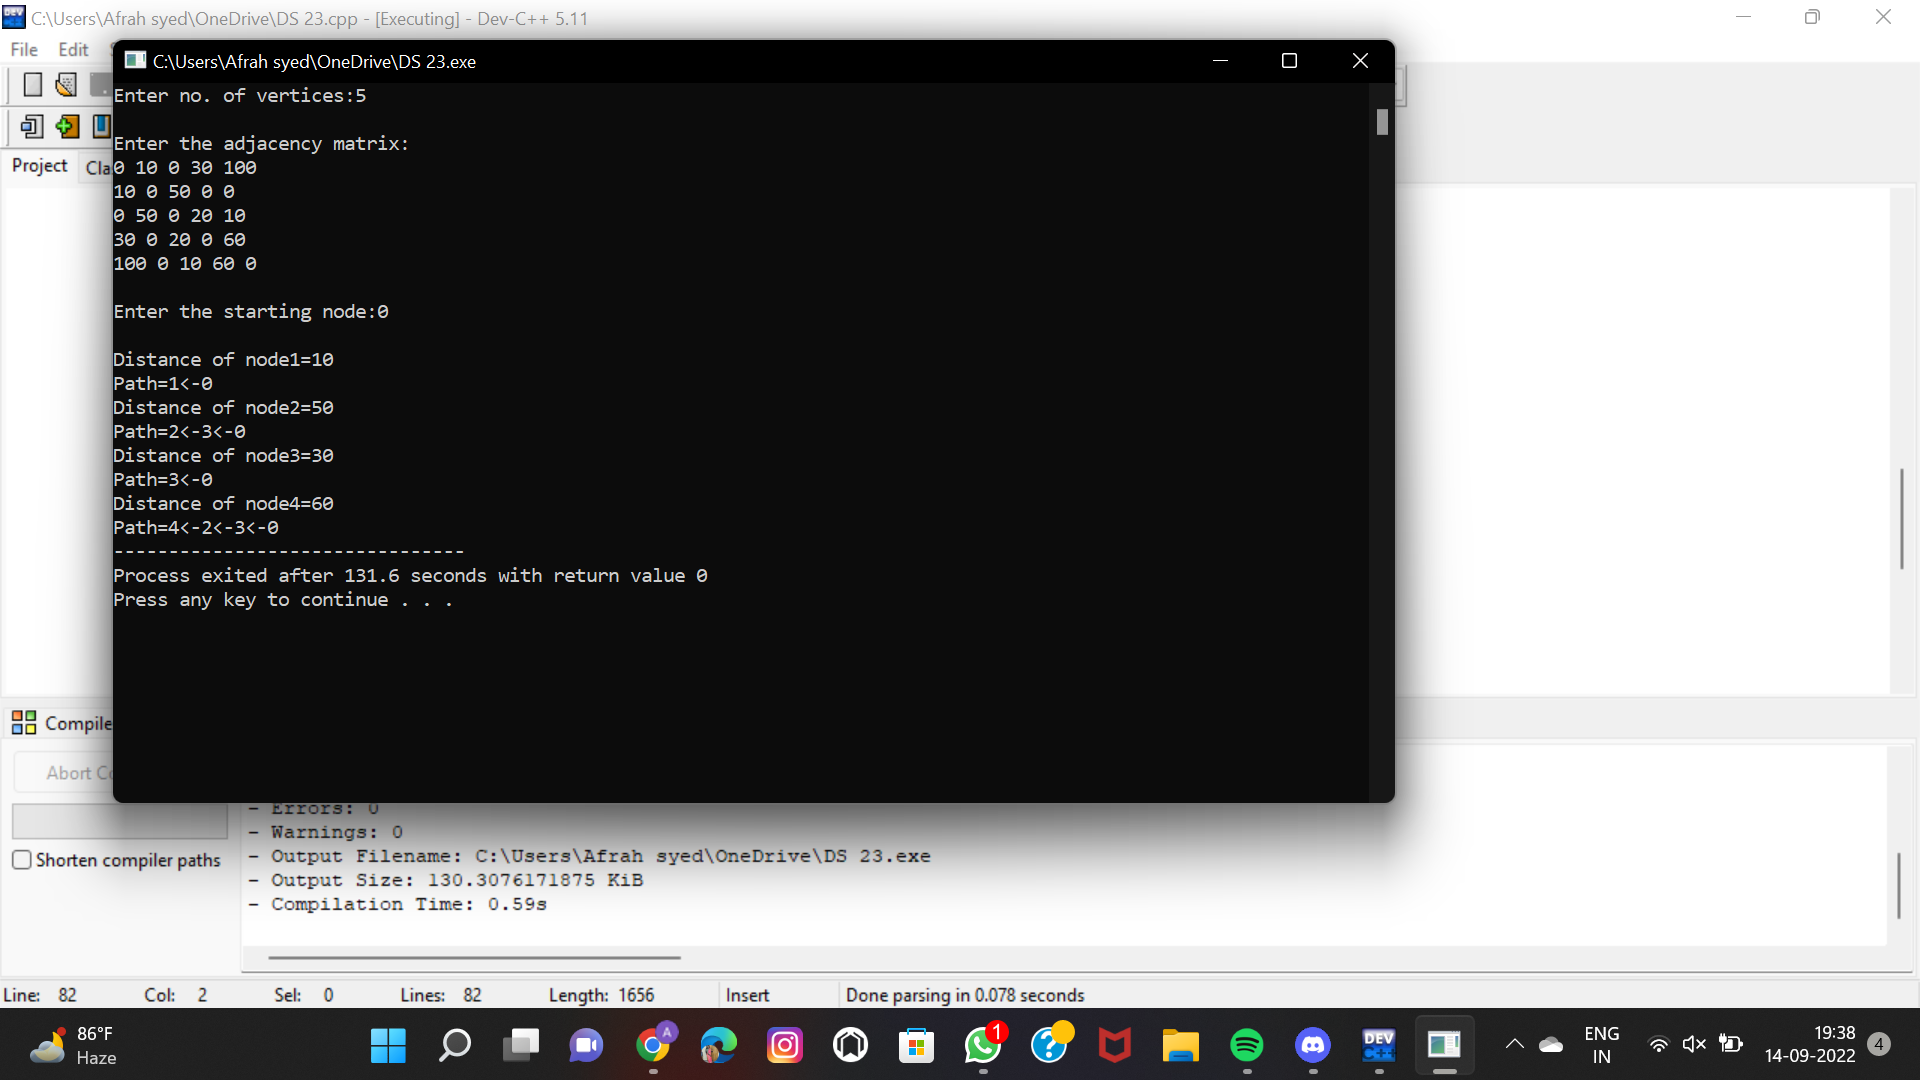 C:\Users\Afrah syed\OneDrive\DS 23.cpp - [Executing] - Dev-C++ 5.11
File Edit
C:\Users\Afrah syed\OneDrive\DS 23.exe
Enter no. of vertices:5
Enter the adjacency matrix:
0 10 0 30 100
10 0 50 0 0
0 50 0 20 10
30 0 20 0 60
100 0 10 60 0
Enter the starting node:0
Distance of node1=10
Path=1<-0
Distance of node2=50
Path=2<-3<-0
Distance of node3=30
Path=3<-0
Distance of node4=60
Path=4<-2<-3<-0
--------------------------------
Process exited after 131.6 seconds with return value 0
Press any key to continue . . .
Project Cla
Compile
Abort Co
Shorten compiler paths
- Errors: 0
- Warnings: 0
- Output Filename: C:\Users\Afrah syed\OneDrive\DS 23.exe
- Output Size: 130.3076171875 KiB
- Compilation Time: 0.59s
Line: 82 Col: 2 Sel: 0 Lines: 82 Length: 1656 Insert Done parsing in 0.078 seconds
86°F
Haze
A
1
DEV
C++
ENG
IN
19:38
14-09-2022
4